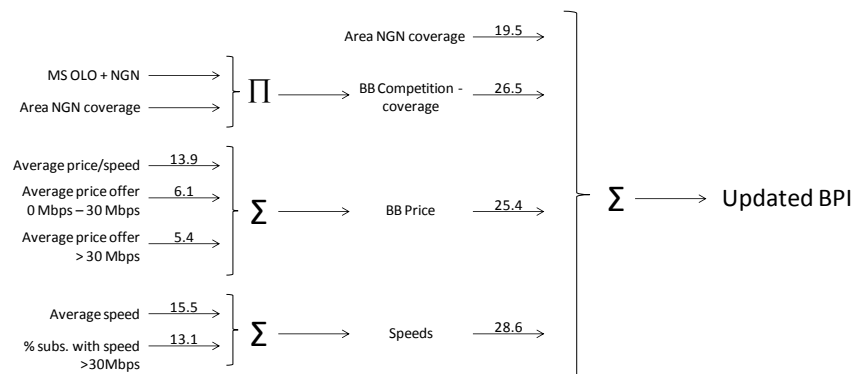 Area NGN coverage 19.5
MS OLO + NGN
Area NGN coverage
∏
BB Competition -
coverage
26.5
Average price/speed 13.9
Average price offer
0 Mbps – 30 Mbps
6.1
Average price offer
> 30 Mbps
5.4
Σ
BB Price 25.4
Average speed 15.5
% subs. with speed
>30Mbps
13.1
Σ
Speeds 28.6
Σ
Updated BPI